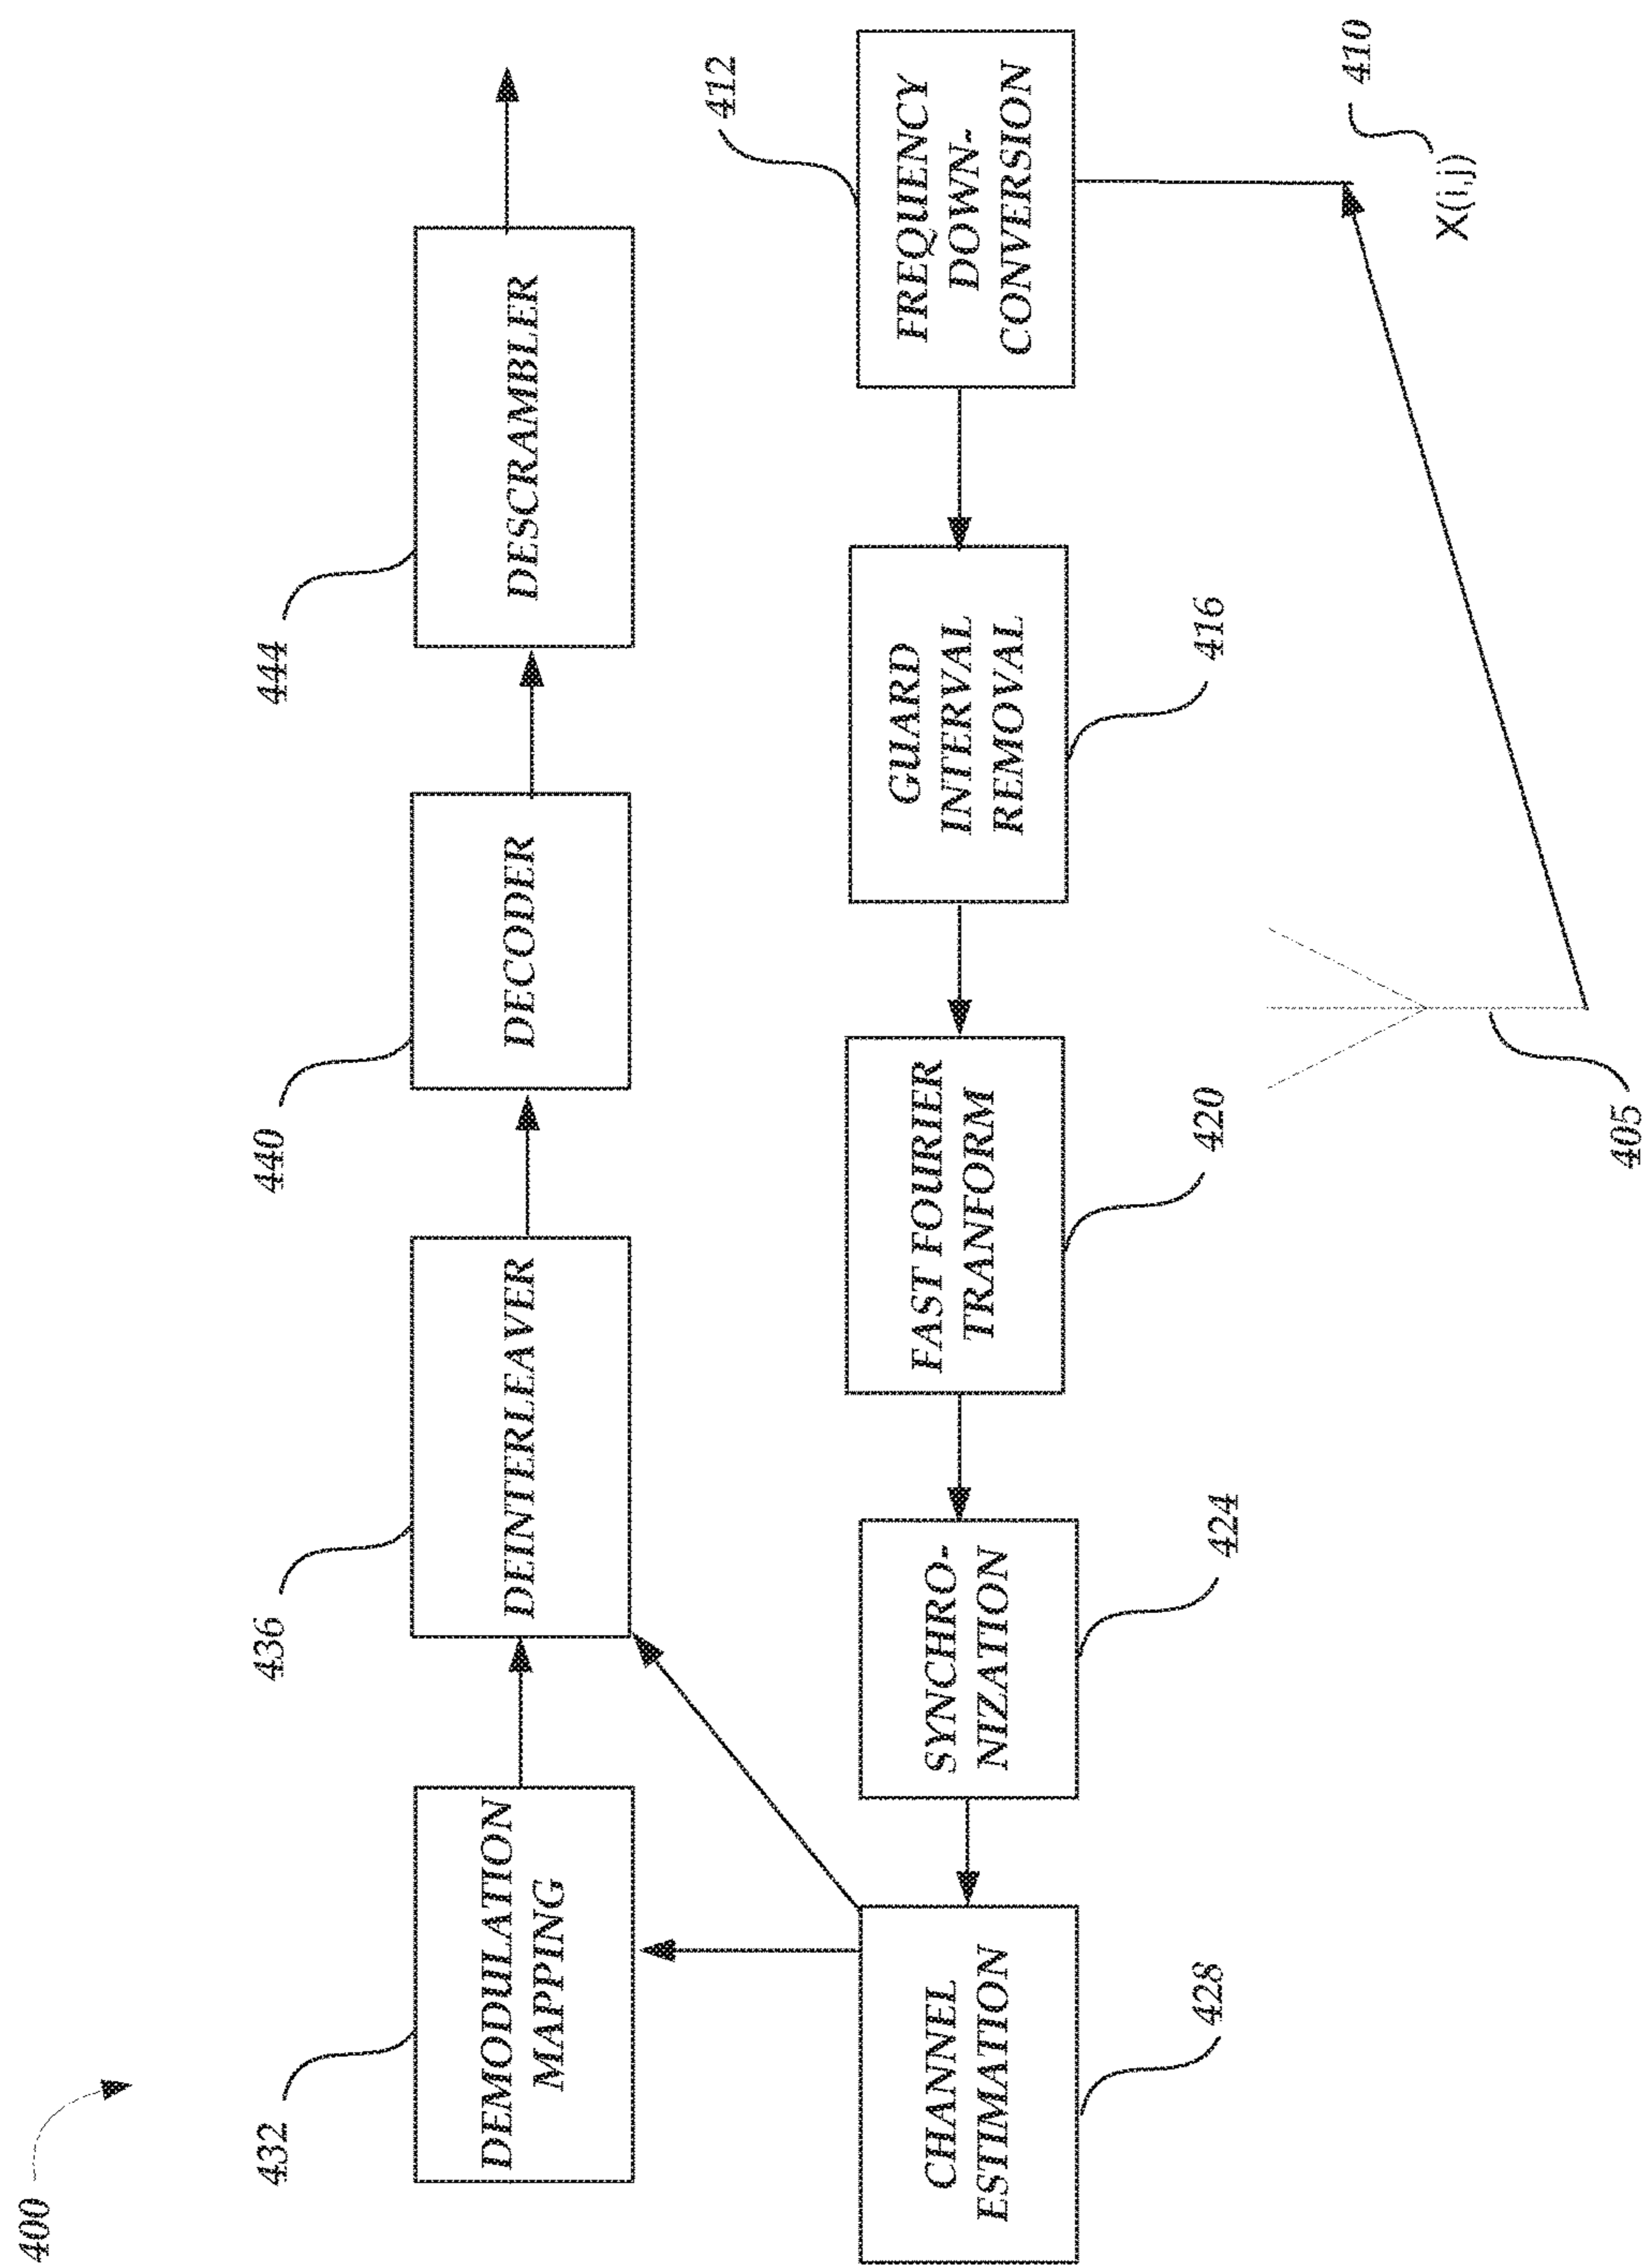 400
432
436
440
444
DEMODULATION
MAPPING
DEINTERLEAVER
DECODER
DESCRAMBLER
412
CHANNEL
ESTIMATION
SYNCHRO-
NIZATION
FAST FOURIER
TRANFORM
GUARD
INTERVAL
REMOVAL
FREQUENCY
DOWN-
CONVERSION
428
424
420
416
410
X(i,j)
405